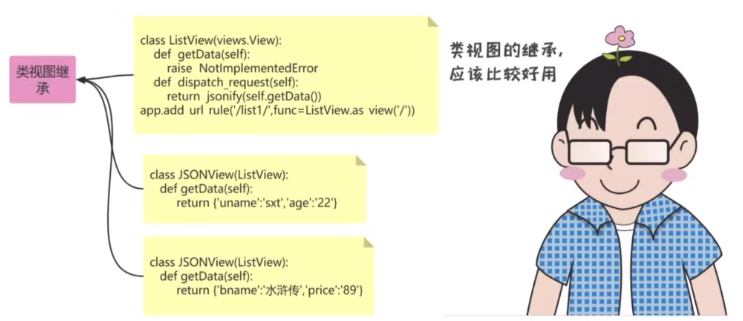 类视图继
承
class ListView(views.View):
def getData(self):
raise NotImplementedError
def dispatch_request(self):
return jsonify(self.getData())
app.add url rule('/list1/',func=ListView.as view('/'))
class JSONView(ListView):
def getData(self):
return {'uname':'sxt','age':'22'}
class JSONView(ListView):
def getData(self):
return {'bname':'水浒传','price':'89'}
类视图的继承,
应该比较好用